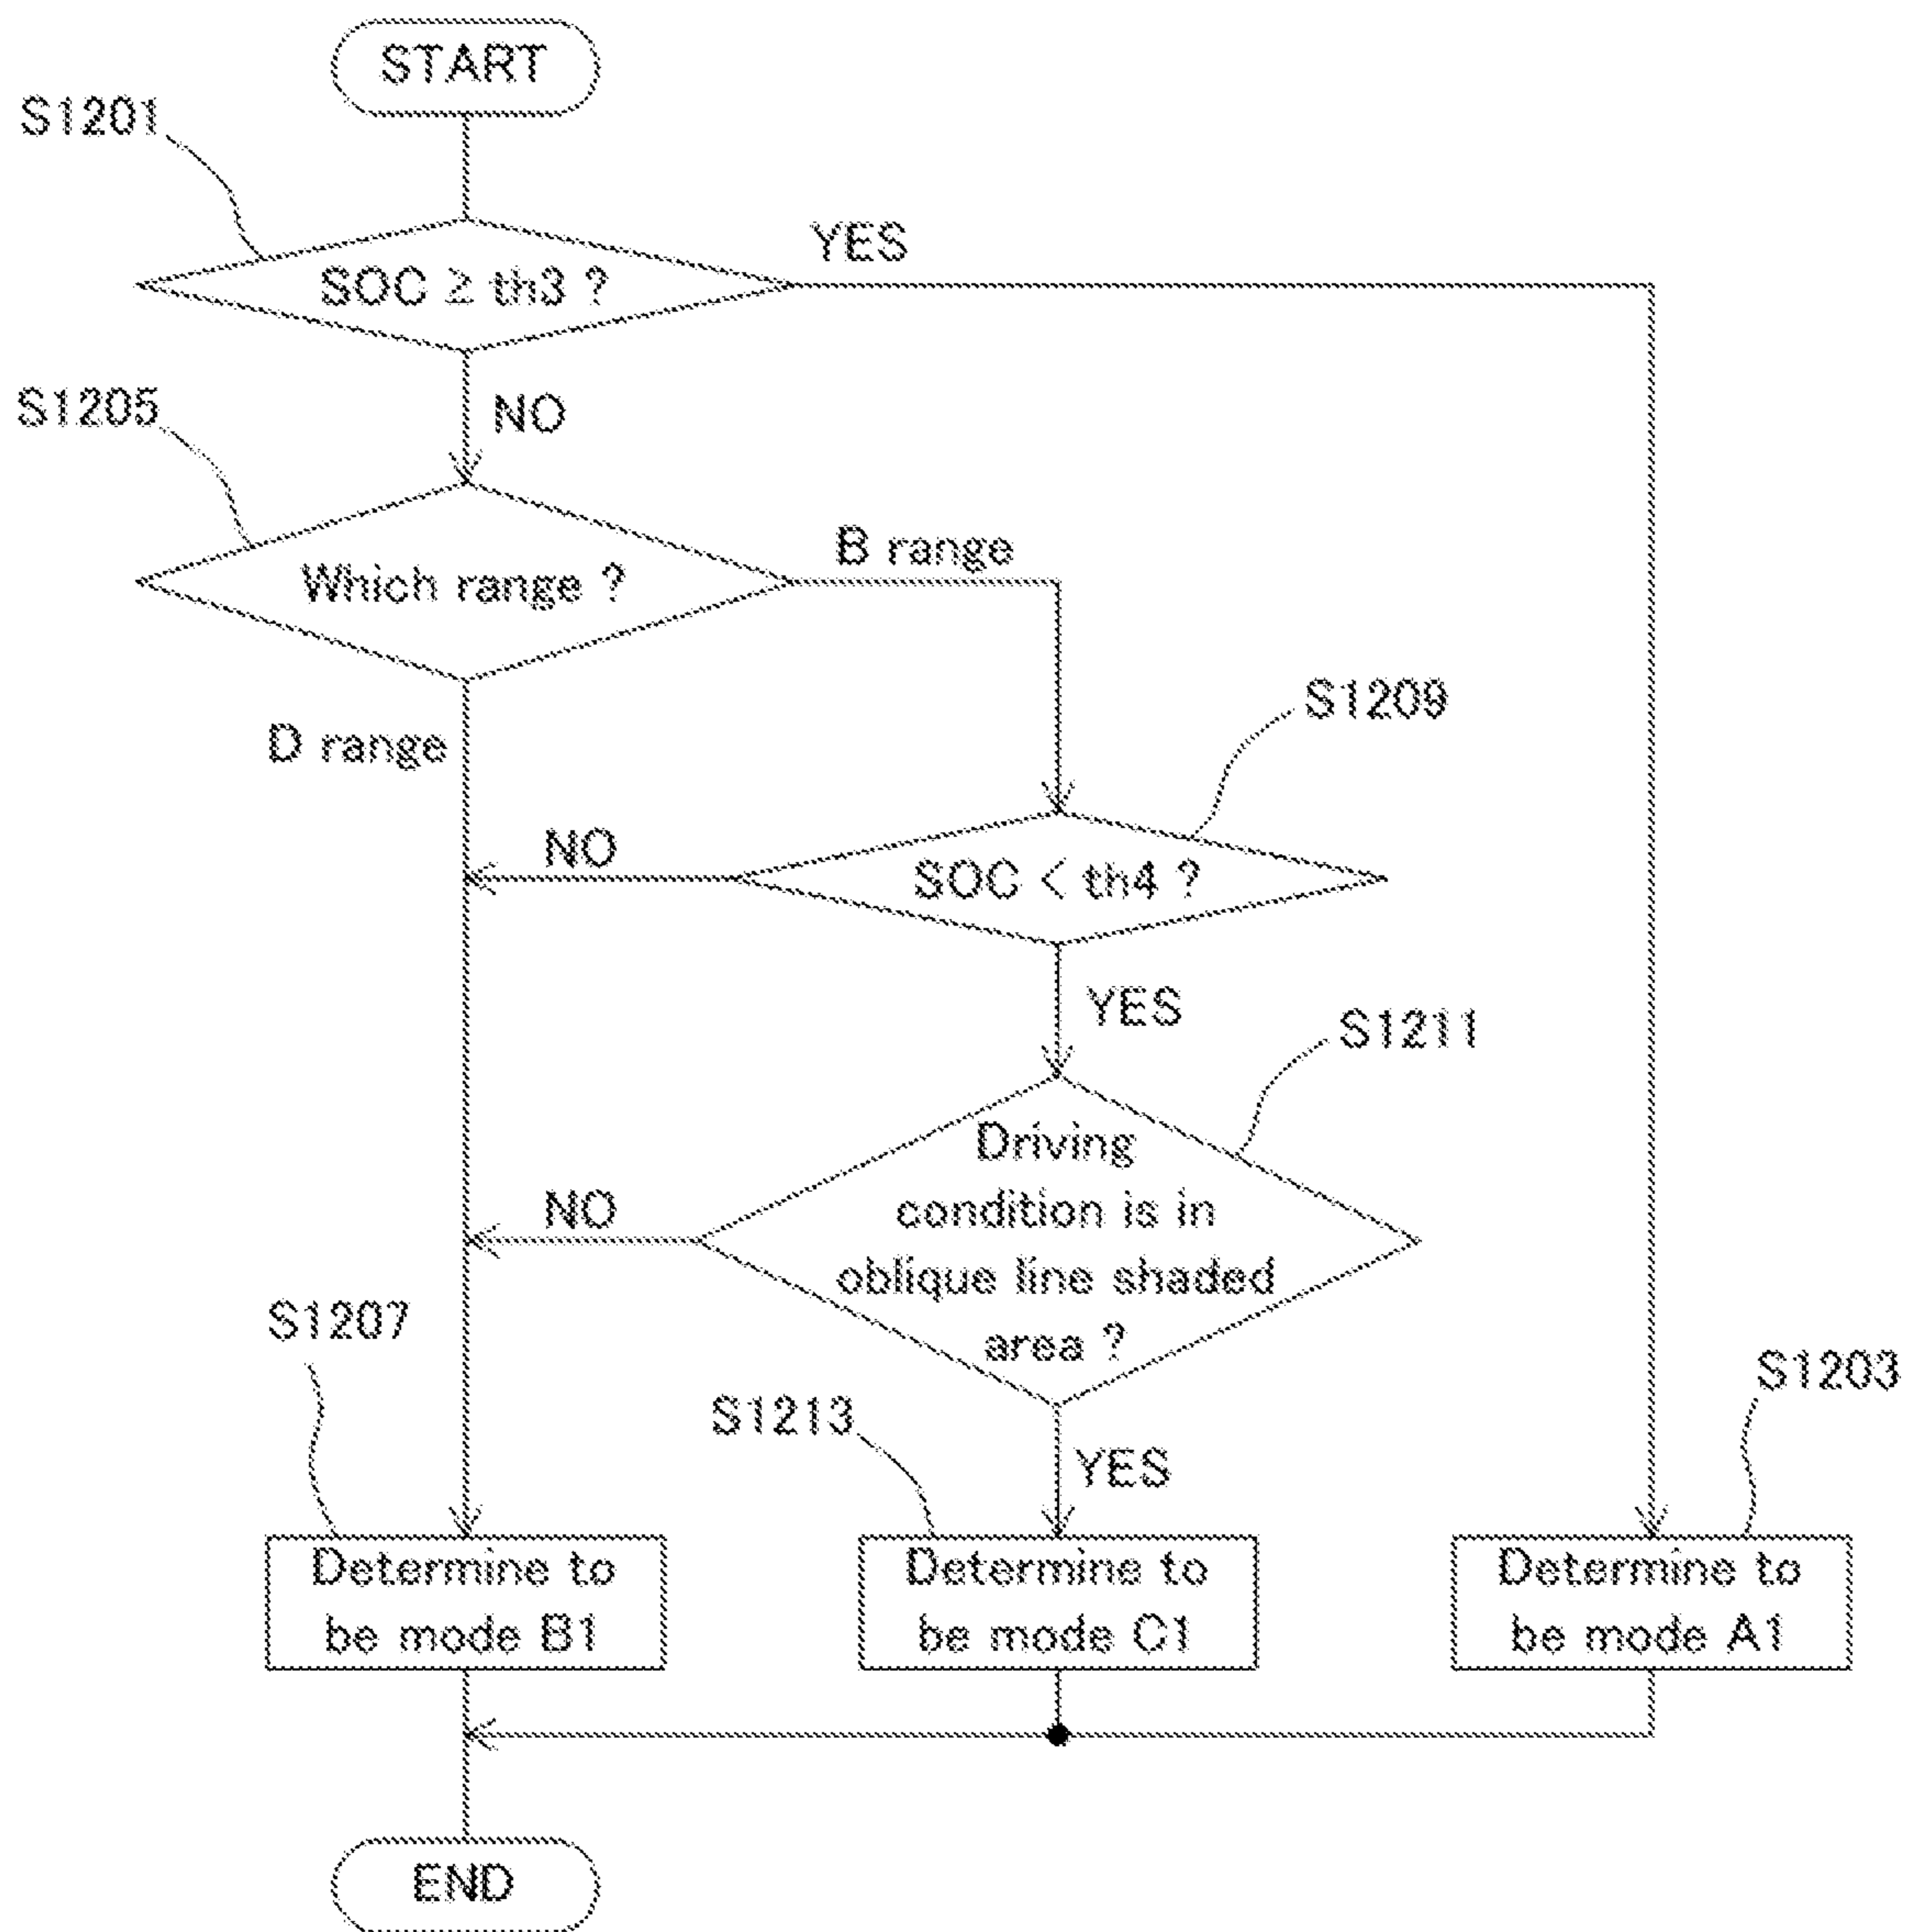 START
S1201
YES
SOC ≥ th3 ?
S1205
NO
B range
Which range ?
S1209
D range
NO
SOC < th4 ?
YES
S1211
Driving
condition is in
oblique line shaded
area ?
NO
S1207
S1203
S1213
YES
Determine to
be mode B1
Determine to
be mode C1
Determine to
be mode A1
END